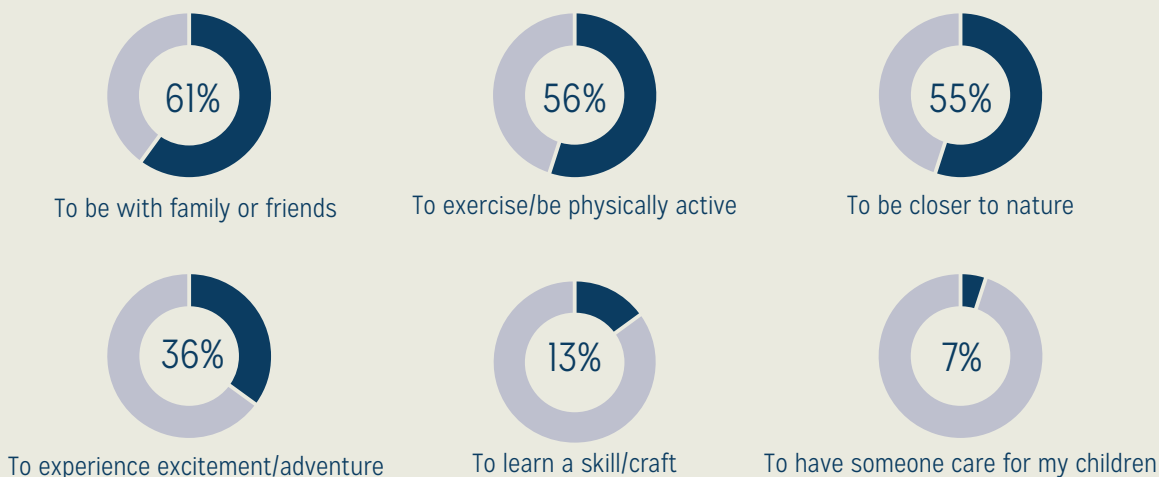 61%
56%
55%
To be with family or friends
To exercise/be physically active
To be closer to nature
36%
13%
7%
To experience excitement/adventure
To learn a skill/craft
To have someone care for my children